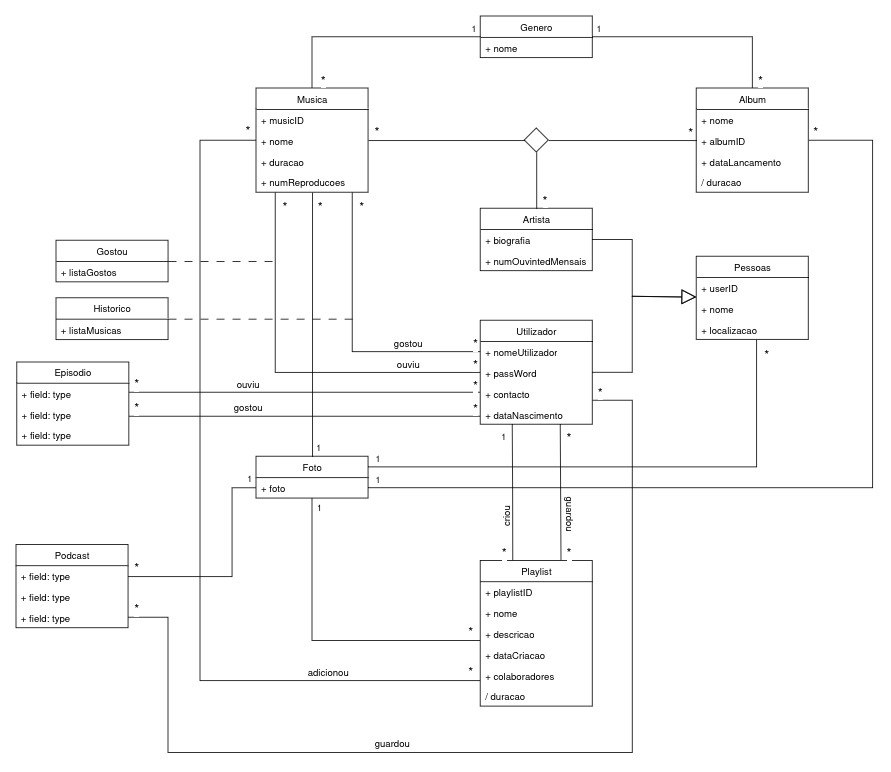 1
Genero
1
+ nome
*
*
Musica
+ musicID
+ nome
+ duracao
+ numReproducoes
Album
+ nome
+ albumID
+ dataLancamento
/ duracao
*
*
*
*
*
*
*
*
Artista
+ biografia
+ numOuvintedMensais
Gostou
+ listaGostos
Historico
+ listaMusicas
Pessoas
+ userID
+ nome
+ localizacao
*
Utilizador
+ nomeUtilizador
+ passWord
+ contacto
+ dataNascimento
gostou
*
ouviu
*
Episodio
+ field: type
+ field: type
+ field: type
*
ouviu
*
*
gostou
*
*
1
*
1
Foto
+ foto
1
1
1
1
criou
guardou
*
*
Podcast
+ field: type
+ field: type
+ field: type
*
*
Playlist
+ playlistID
+ nome
+ descricao
+ dataCriacao
+ colaboradores
/ duracao
*
adicionou
*
guardou